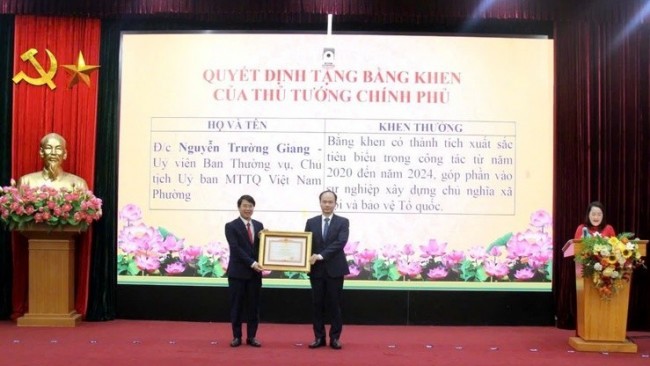 QUYẾT ĐỊNH TẶNG BẰNG KHEN
CỦA THỦ TƯỚNG CHÍNH PHỦ
HỌ VÀ TÊN
Đ/c Nguyễn Trường Giang -
Uỷ viên Ban Thường vụ, Chủ
tịch Uỷ ban MTTQ Việt Nam
Phường
KHEN THƯỞNG
Bằng khen có thành tích xuất sắc
tiêu biểu trong công tác từ năm
2020 đến năm 2024, góp phần vào
sự nghiệp xây dựng chủ nghĩa xã
hội và bảo vệ Tổ quốc.